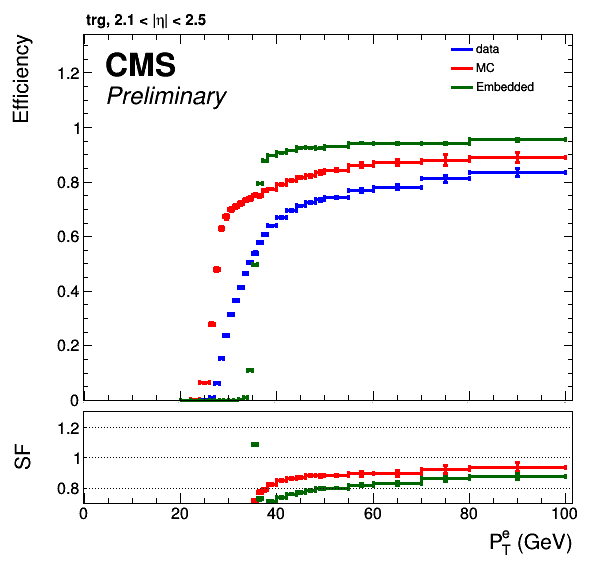 trg, 2.1 < |η| < 2.5
Efficiency
CMS
Preliminary
data
MC
Embedded
1.2
1
0.8
0.6
0.4
0.2
0
SF
1.2
1
0.8
0 20 40 60 80 100
P_T^e (GeV)